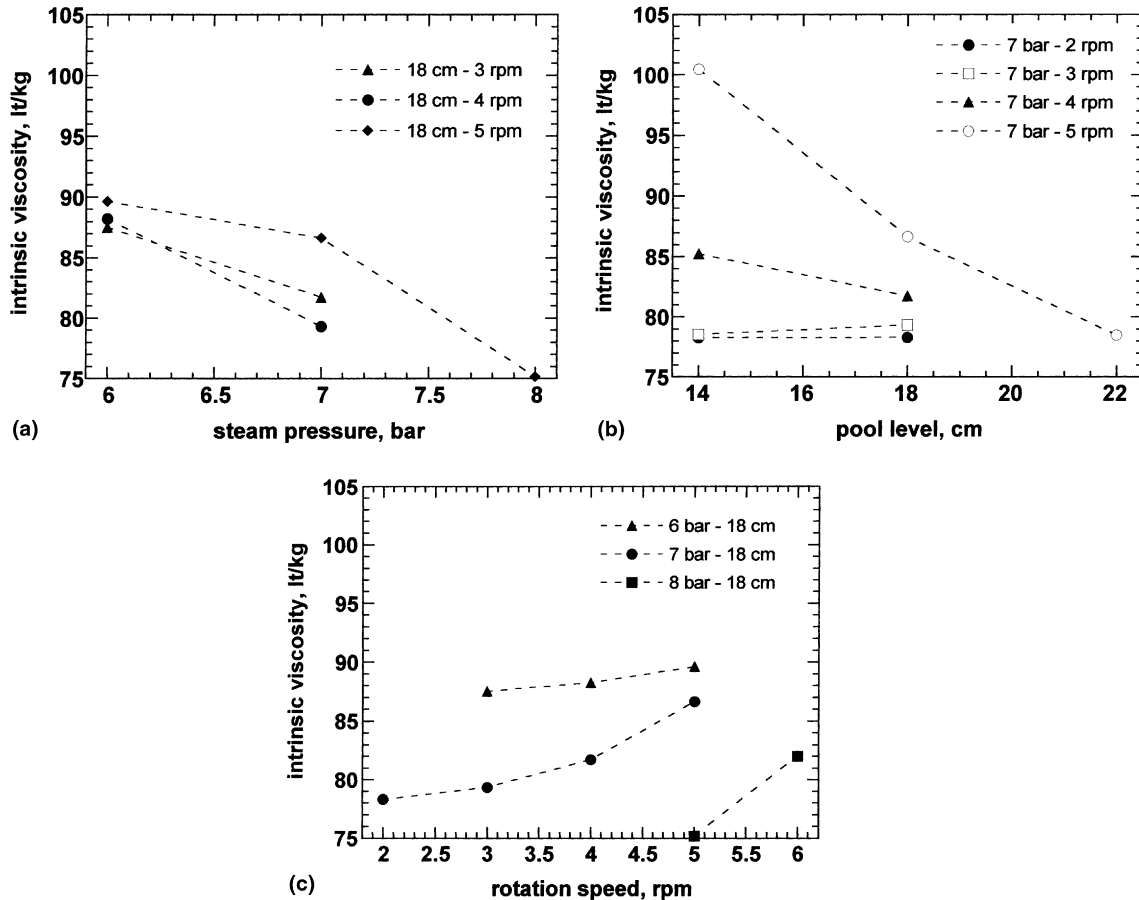 105
100
95
90
85
80
75
intrinsic viscosity, lt/kg
18 cm - 3 rpm
18 cm - 4 rpm
18 cm - 5 rpm
6 6.5 7 7.5 8
(a) steam pressure, bar
105
100
95
90
85
80
75
intrinsic viscosity, lt/kg
7 bar - 2 rpm
7 bar - 3 rpm
7 bar - 4 rpm
7 bar - 5 rpm
14 16 18 20 22
(b) pool level, cm
105
100
95
90
85
80
75
intrinsic viscosity, lt/kg
6 bar - 18 cm
7 bar - 18 cm
8 bar - 18 cm
2 2.5 3 3.5 4 4.5 5 5.5 6
(c) rotation speed, rpm